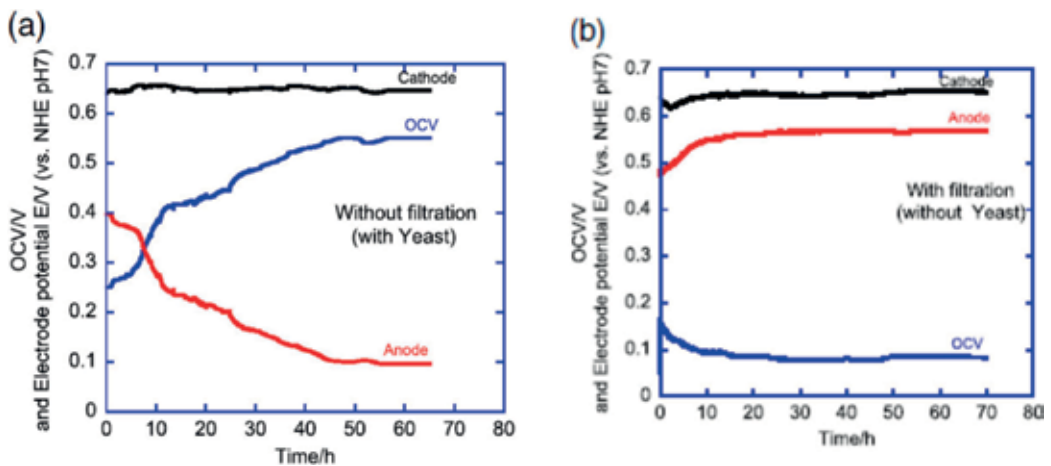 (a)
0.7
0.6
0.5
0.4
0.3
0.2
0.1
0
0 10 20 30 40 50 60 70 80
OCV/V
and Electrode potential E/V (vs. NHE pH7)
Time/h
Cathode
OCV
Without filtration
(with Yeast)
Anode
(b)
0.7
0.6
0.5
0.4
0.3
0.2
0.1
0
0 10 20 30 40 50 60 70 80
OCV/V
and Electrode potential E/V (vs. NHE pH7)
Time/h
Cathode
Anode
With filtration
(without Yeast)
OCV